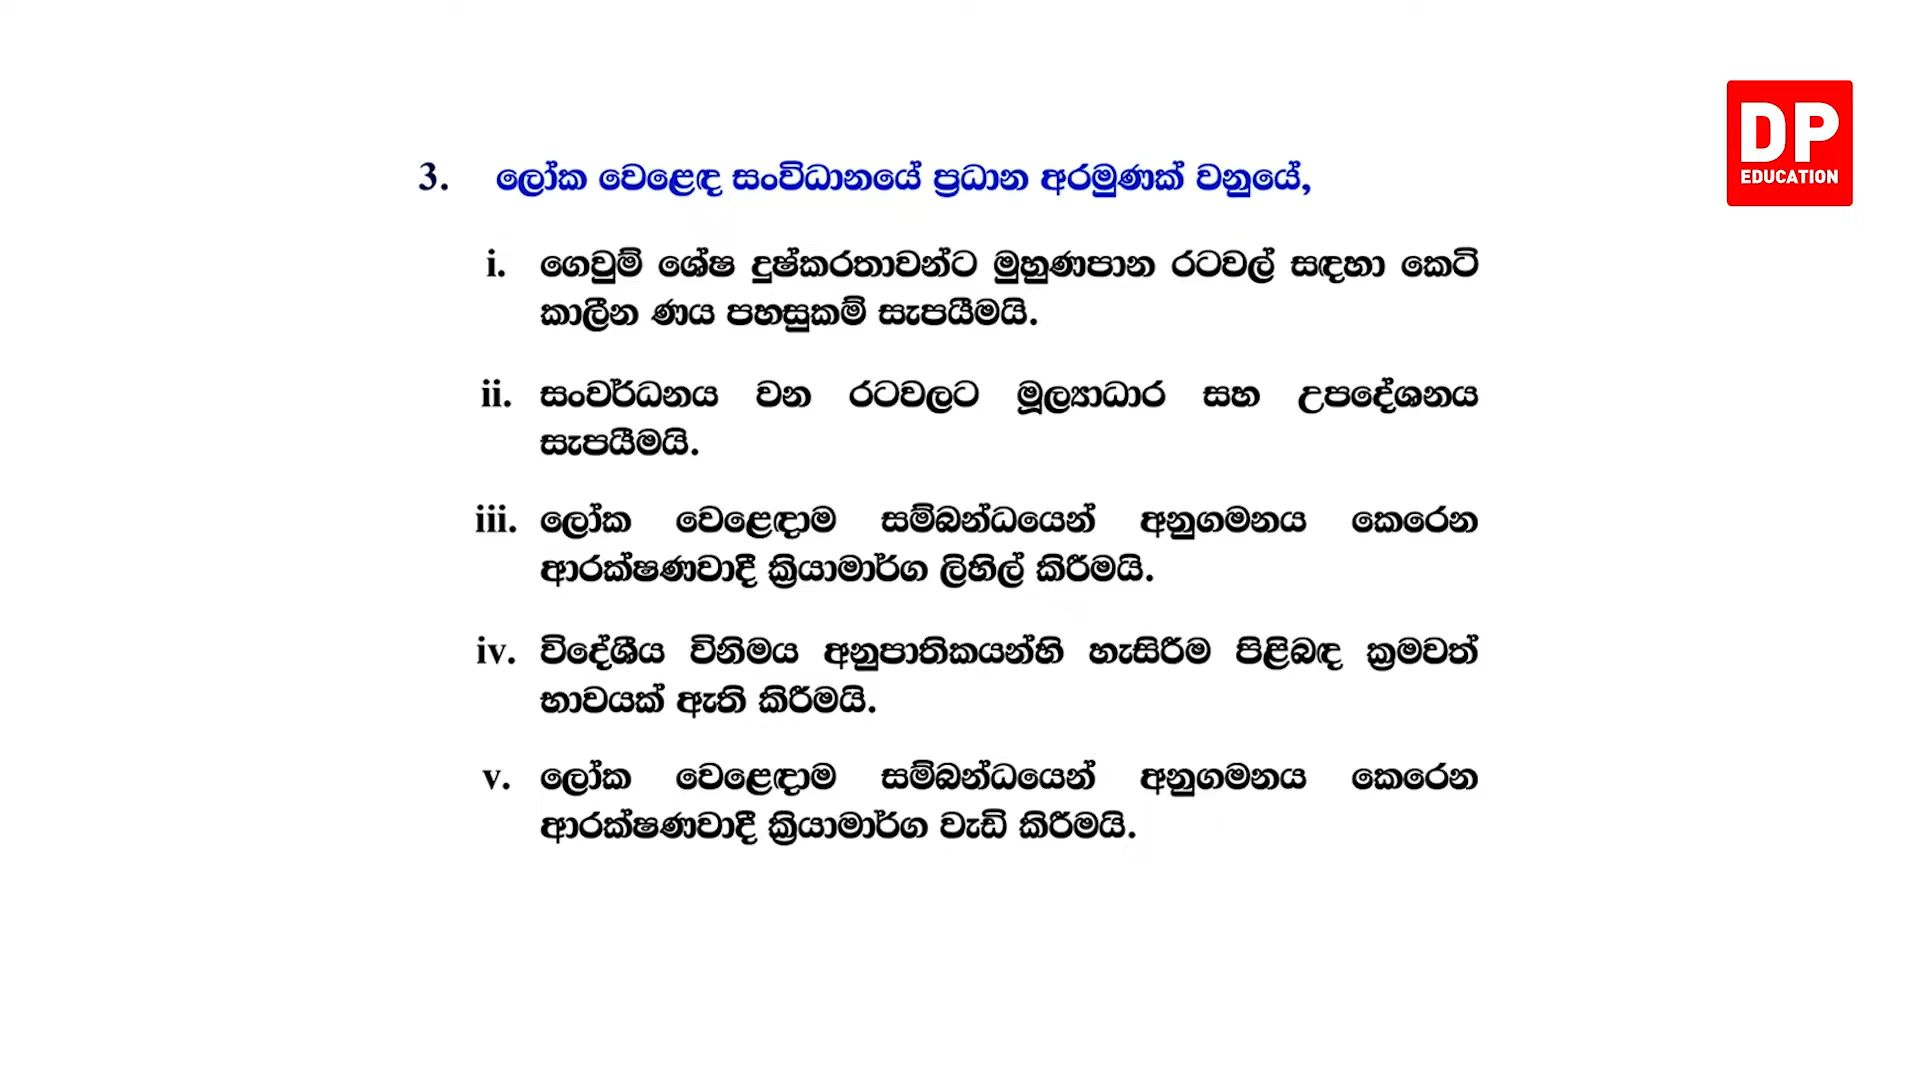 DP
EDUCATION
3. ලෝක වෙළෙඳ සංවිධානයේ ප්‍රධාන අරමුණක් වනුයේ,
i. ගෙවුම් ශේෂ දුෂ්කරතාවන්ට මුහුණපාන රටවල් සඳහා කෙටි
කාලීන ණය පහසුකම් සැපයීමයි.
ii. සංවර්ධනය වන රටවලට මූල්‍යාධාර සහ උපදේශනය
සැපයීමයි.
iii. ලෝක වෙළෙඳාම සම්බන්ධයෙන් අනුගමනය කෙරෙන
ආරක්ෂණවාදී ක්‍රියාමාර්ග ලිහිල් කිරීමයි.
iv. විදේශීය විනිමය අනුපාතිකයන්හි හැසිරීම පිළිබඳ ක්‍රමවත්
භාවයක් ඇති කිරීමයි.
v. ලෝක වෙළෙඳාම සම්බන්ධයෙන් අනුගමනය කෙරෙන
ආරක්ෂණවාදී ක්‍රියාමාර්ග වැඩි කිරීමයි.